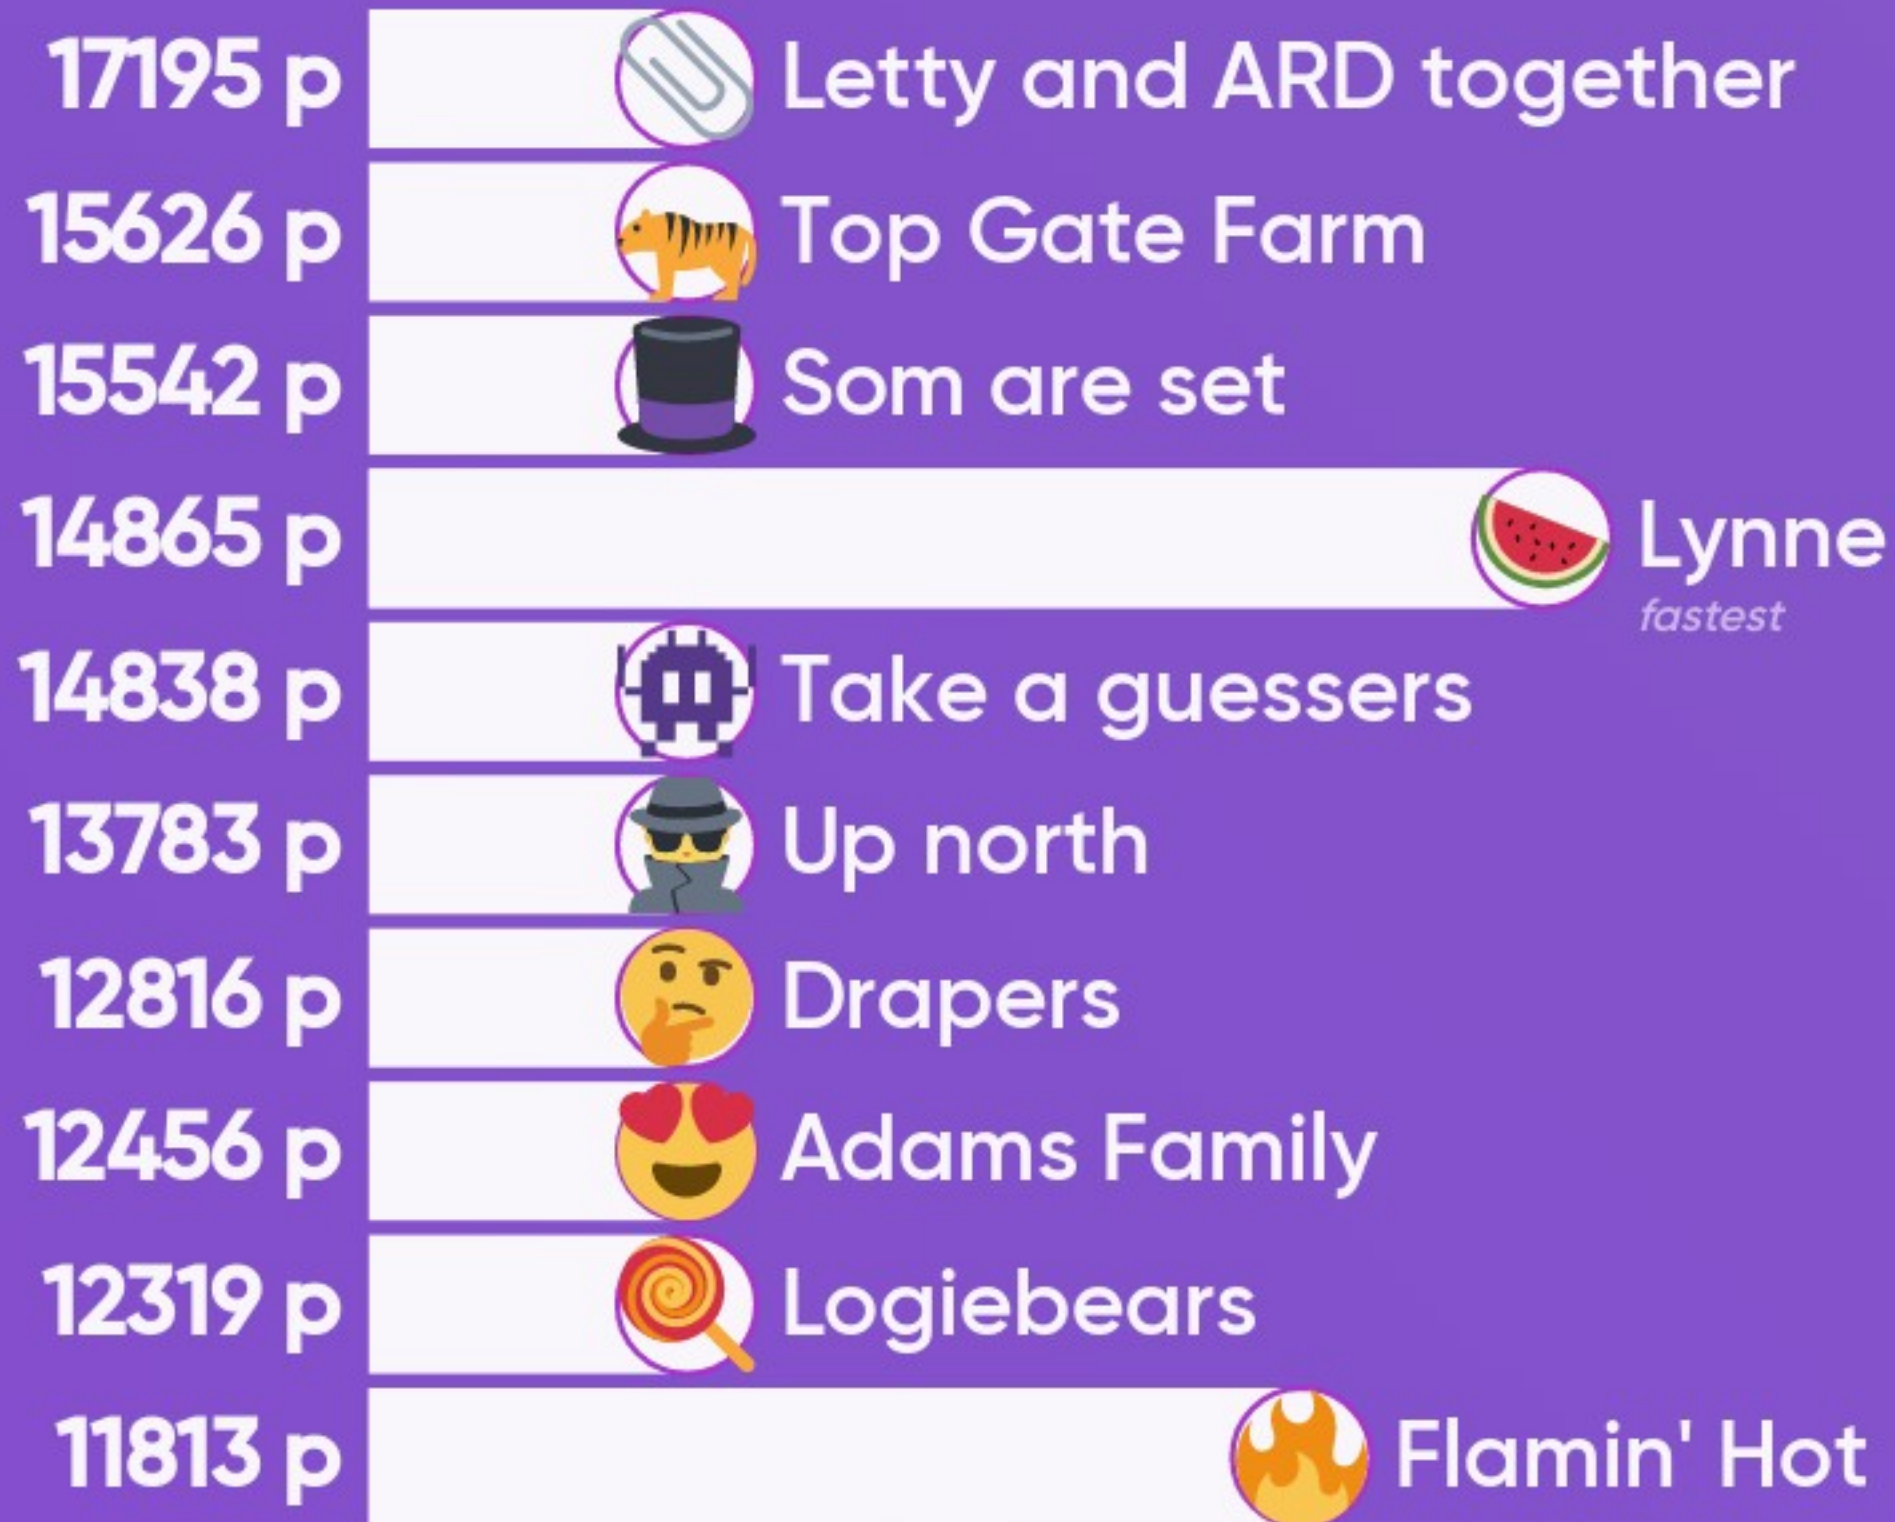 17195 p Letty and ARD together
15626 p Top Gate Farm
15542 p Som are set
14865 p Lynne
fastest
14838 p Take a guessers
13783 p Up north
12816 p Drapers
12456 p Adams Family
12319 p Logiebears
11813 p Flamin' Hot